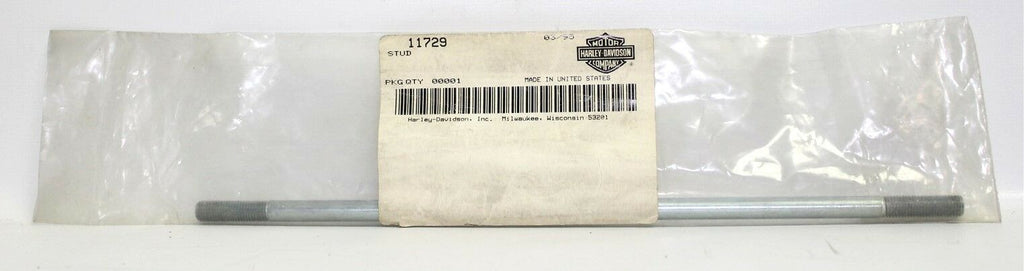 11729
03/93
STUD
MOTOR
HARLEY-DAVIDSON
COMPANY
®
PKG QTY 00001
MADE IN UNITED STATES
Harley-Davidson, Inc. Milwaukee, Wisconsin 53201